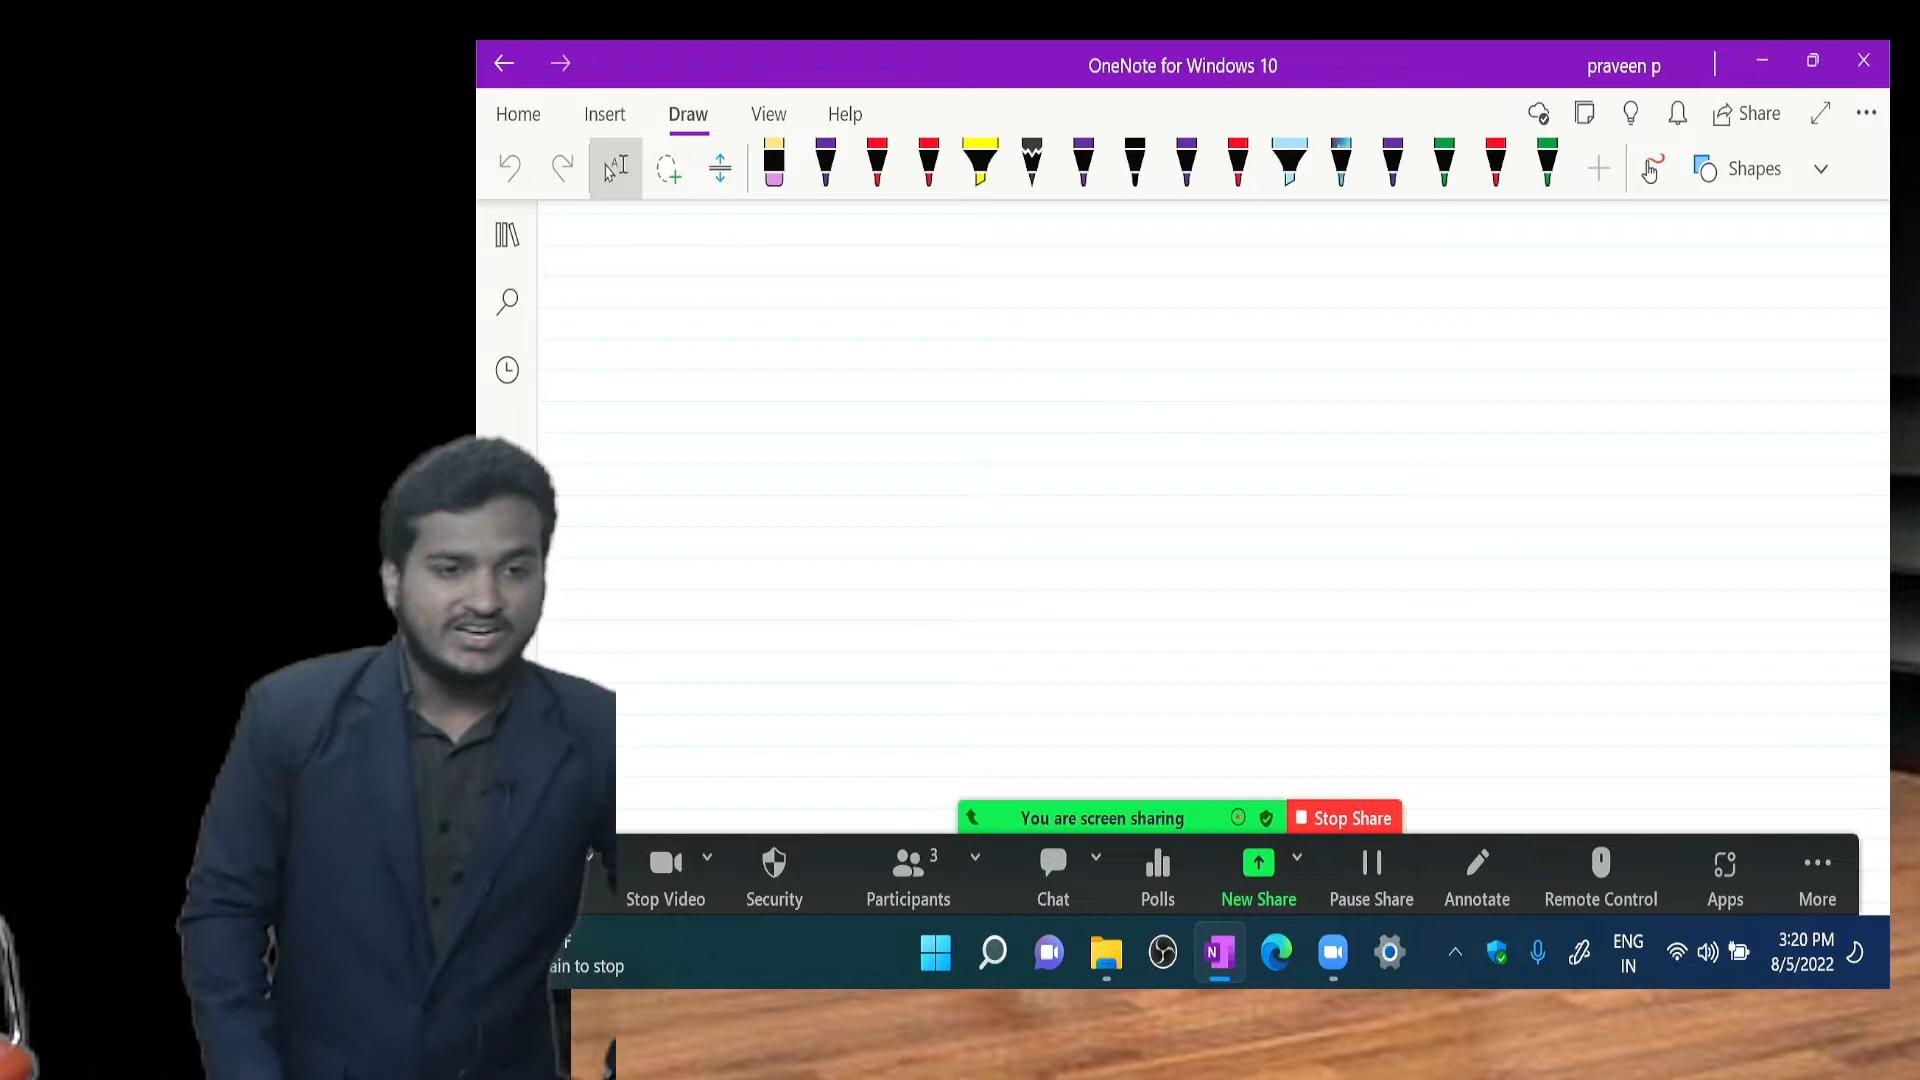 OneNote for Windows 10
praveen p
Home Insert Draw View Help
Share
Shapes
You are screen sharing
Stop Share
3
Stop Video Security Participants Chat Polls New Share Pause Share Annotate Remote Control Apps More
ain to stop
ENG
IN
3:20 PM
8/5/2022